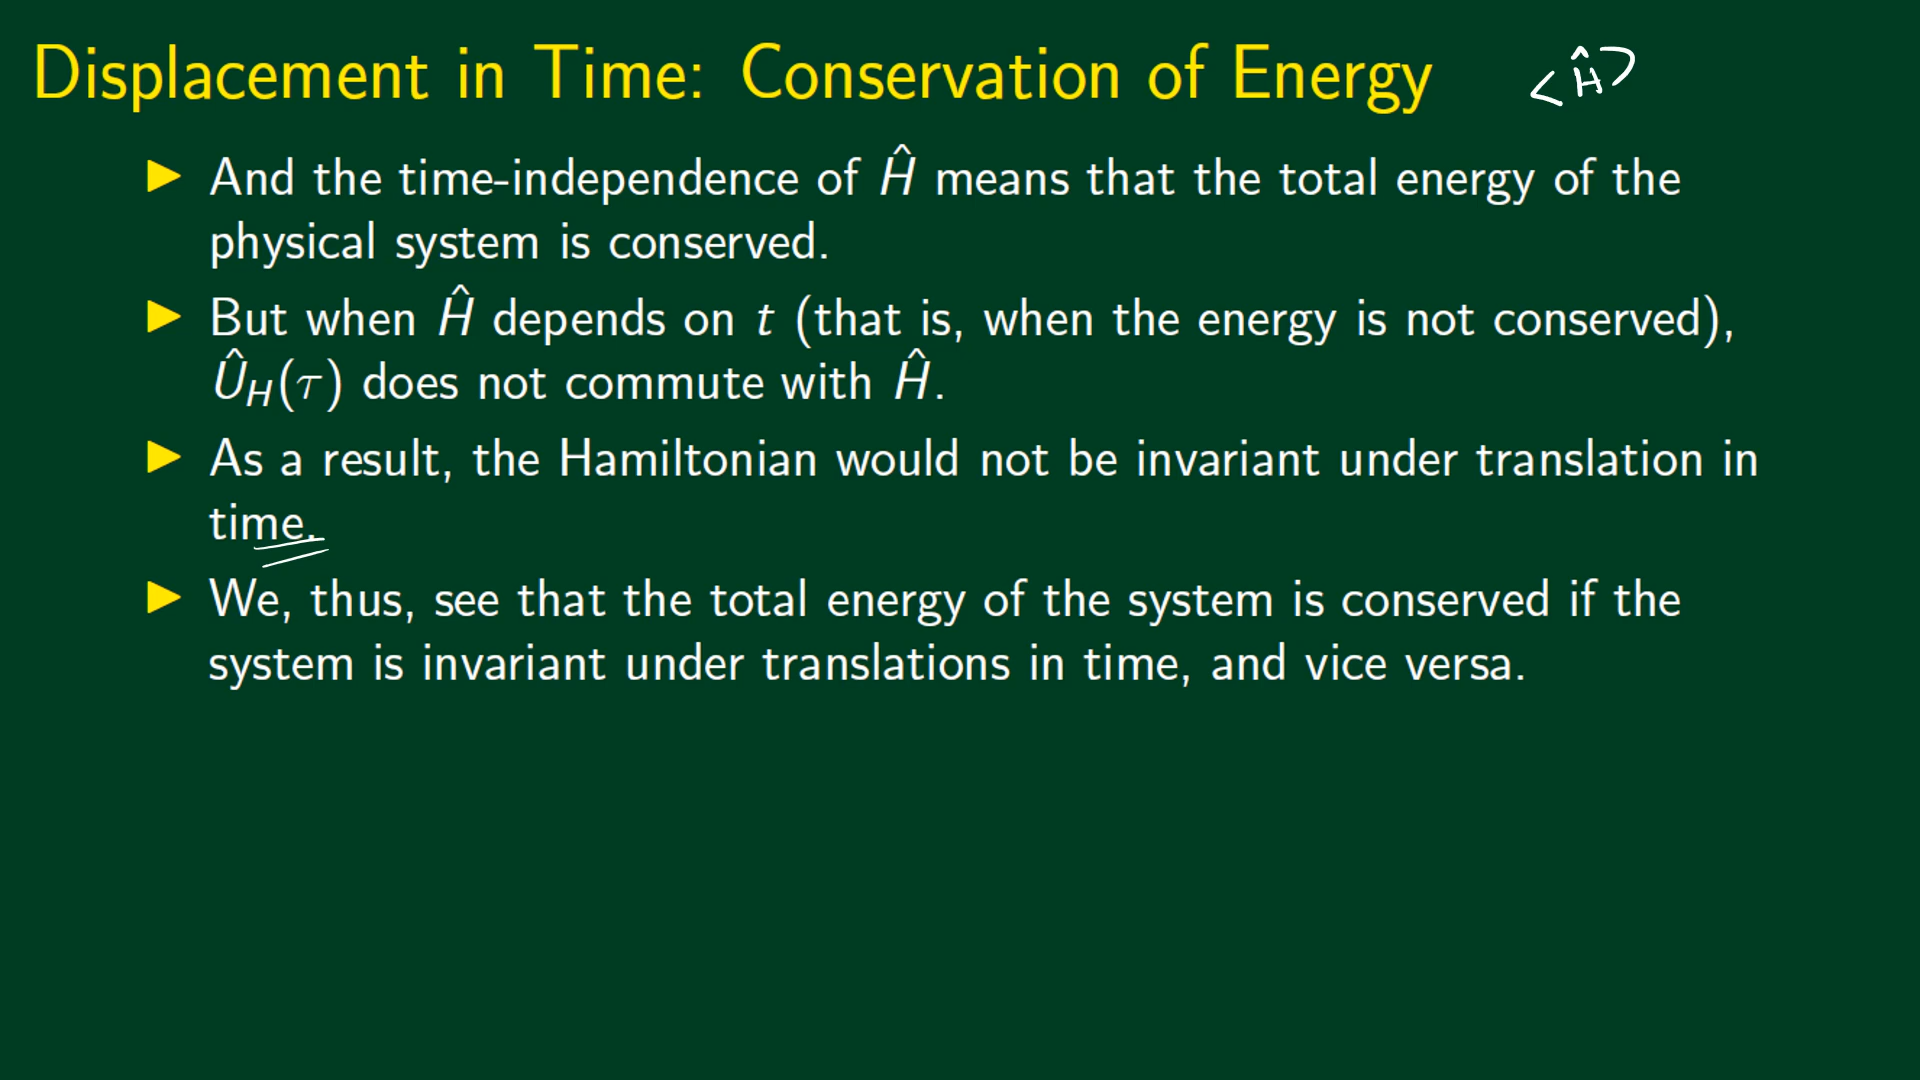 Displacement in Time: Conservation of Energy <Ĥ>
▶ And the time-independence of Ĥ means that the total energy of the
physical system is conserved.
▶ But when Ĥ depends on t (that is, when the energy is not conserved),
Û_H(τ) does not commute with Ĥ.
▶ As a result, the Hamiltonian would not be invariant under translation in
time.
▶ We, thus, see that the total energy of the system is conserved if the
system is invariant under translations in time, and vice versa.